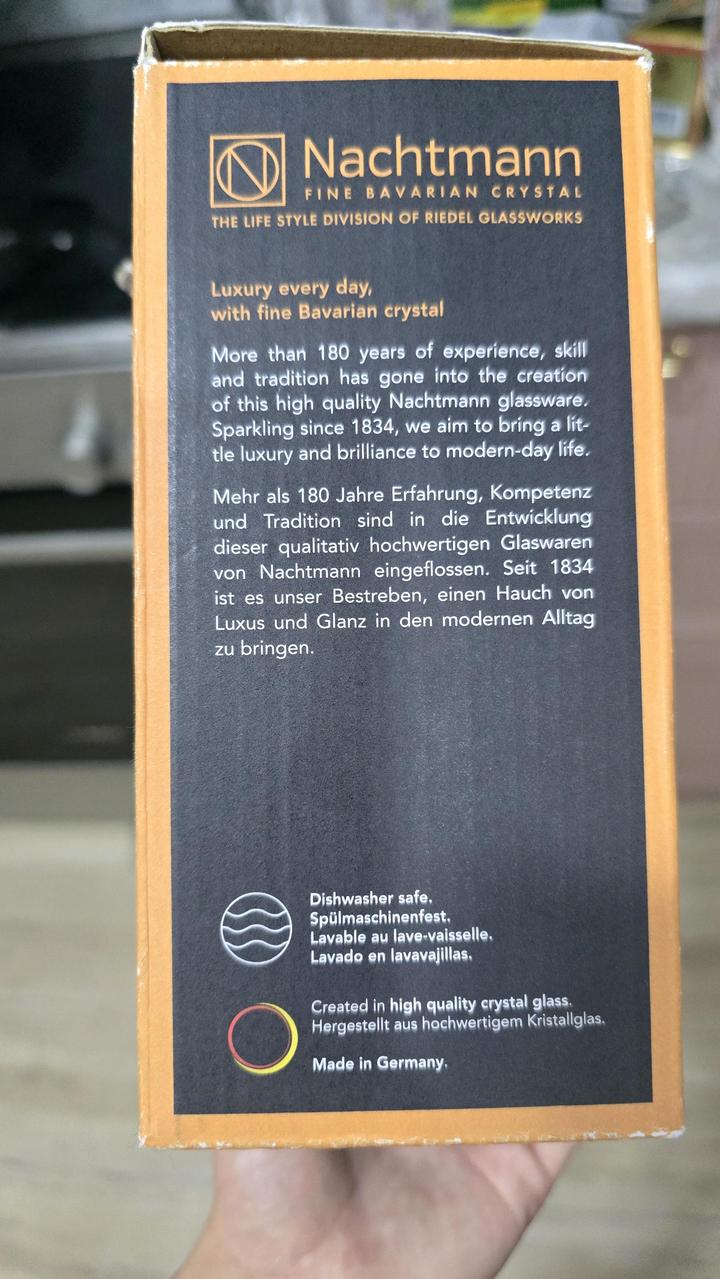 Nachtmann
FINE BAVARIAN CRYSTAL
THE LIFE STYLE DIVISION OF RIEDEL GLASSWORKS
Luxury every day,
with fine Bavarian crystal
More than 180 years of experience, skill
and tradition has gone into the creation
of this high quality Nachtmann glassware.
Sparkling since 1834, we aim to bring a lit-
tle luxury and brilliance to modern-day life.
Mehr als 180 Jahre Erfahrung, Kompetenz
und Tradition sind in die Entwicklung
dieser qualitativ hochwertigen Glaswaren
von Nachtmann eingeflossen. Seit 1834
ist es unser Bestreben, einen Hauch von
Luxus und Glanz in den modernen Alltag
zu bringen.
Dishwasher safe.
Spülmaschinenfest.
Lavable au lave-vaisselle.
Lavado en lavavajillas.
Created in high quality crystal glass.
Hergestellt aus hochwertigem Kristallglas.
Made in Germany.